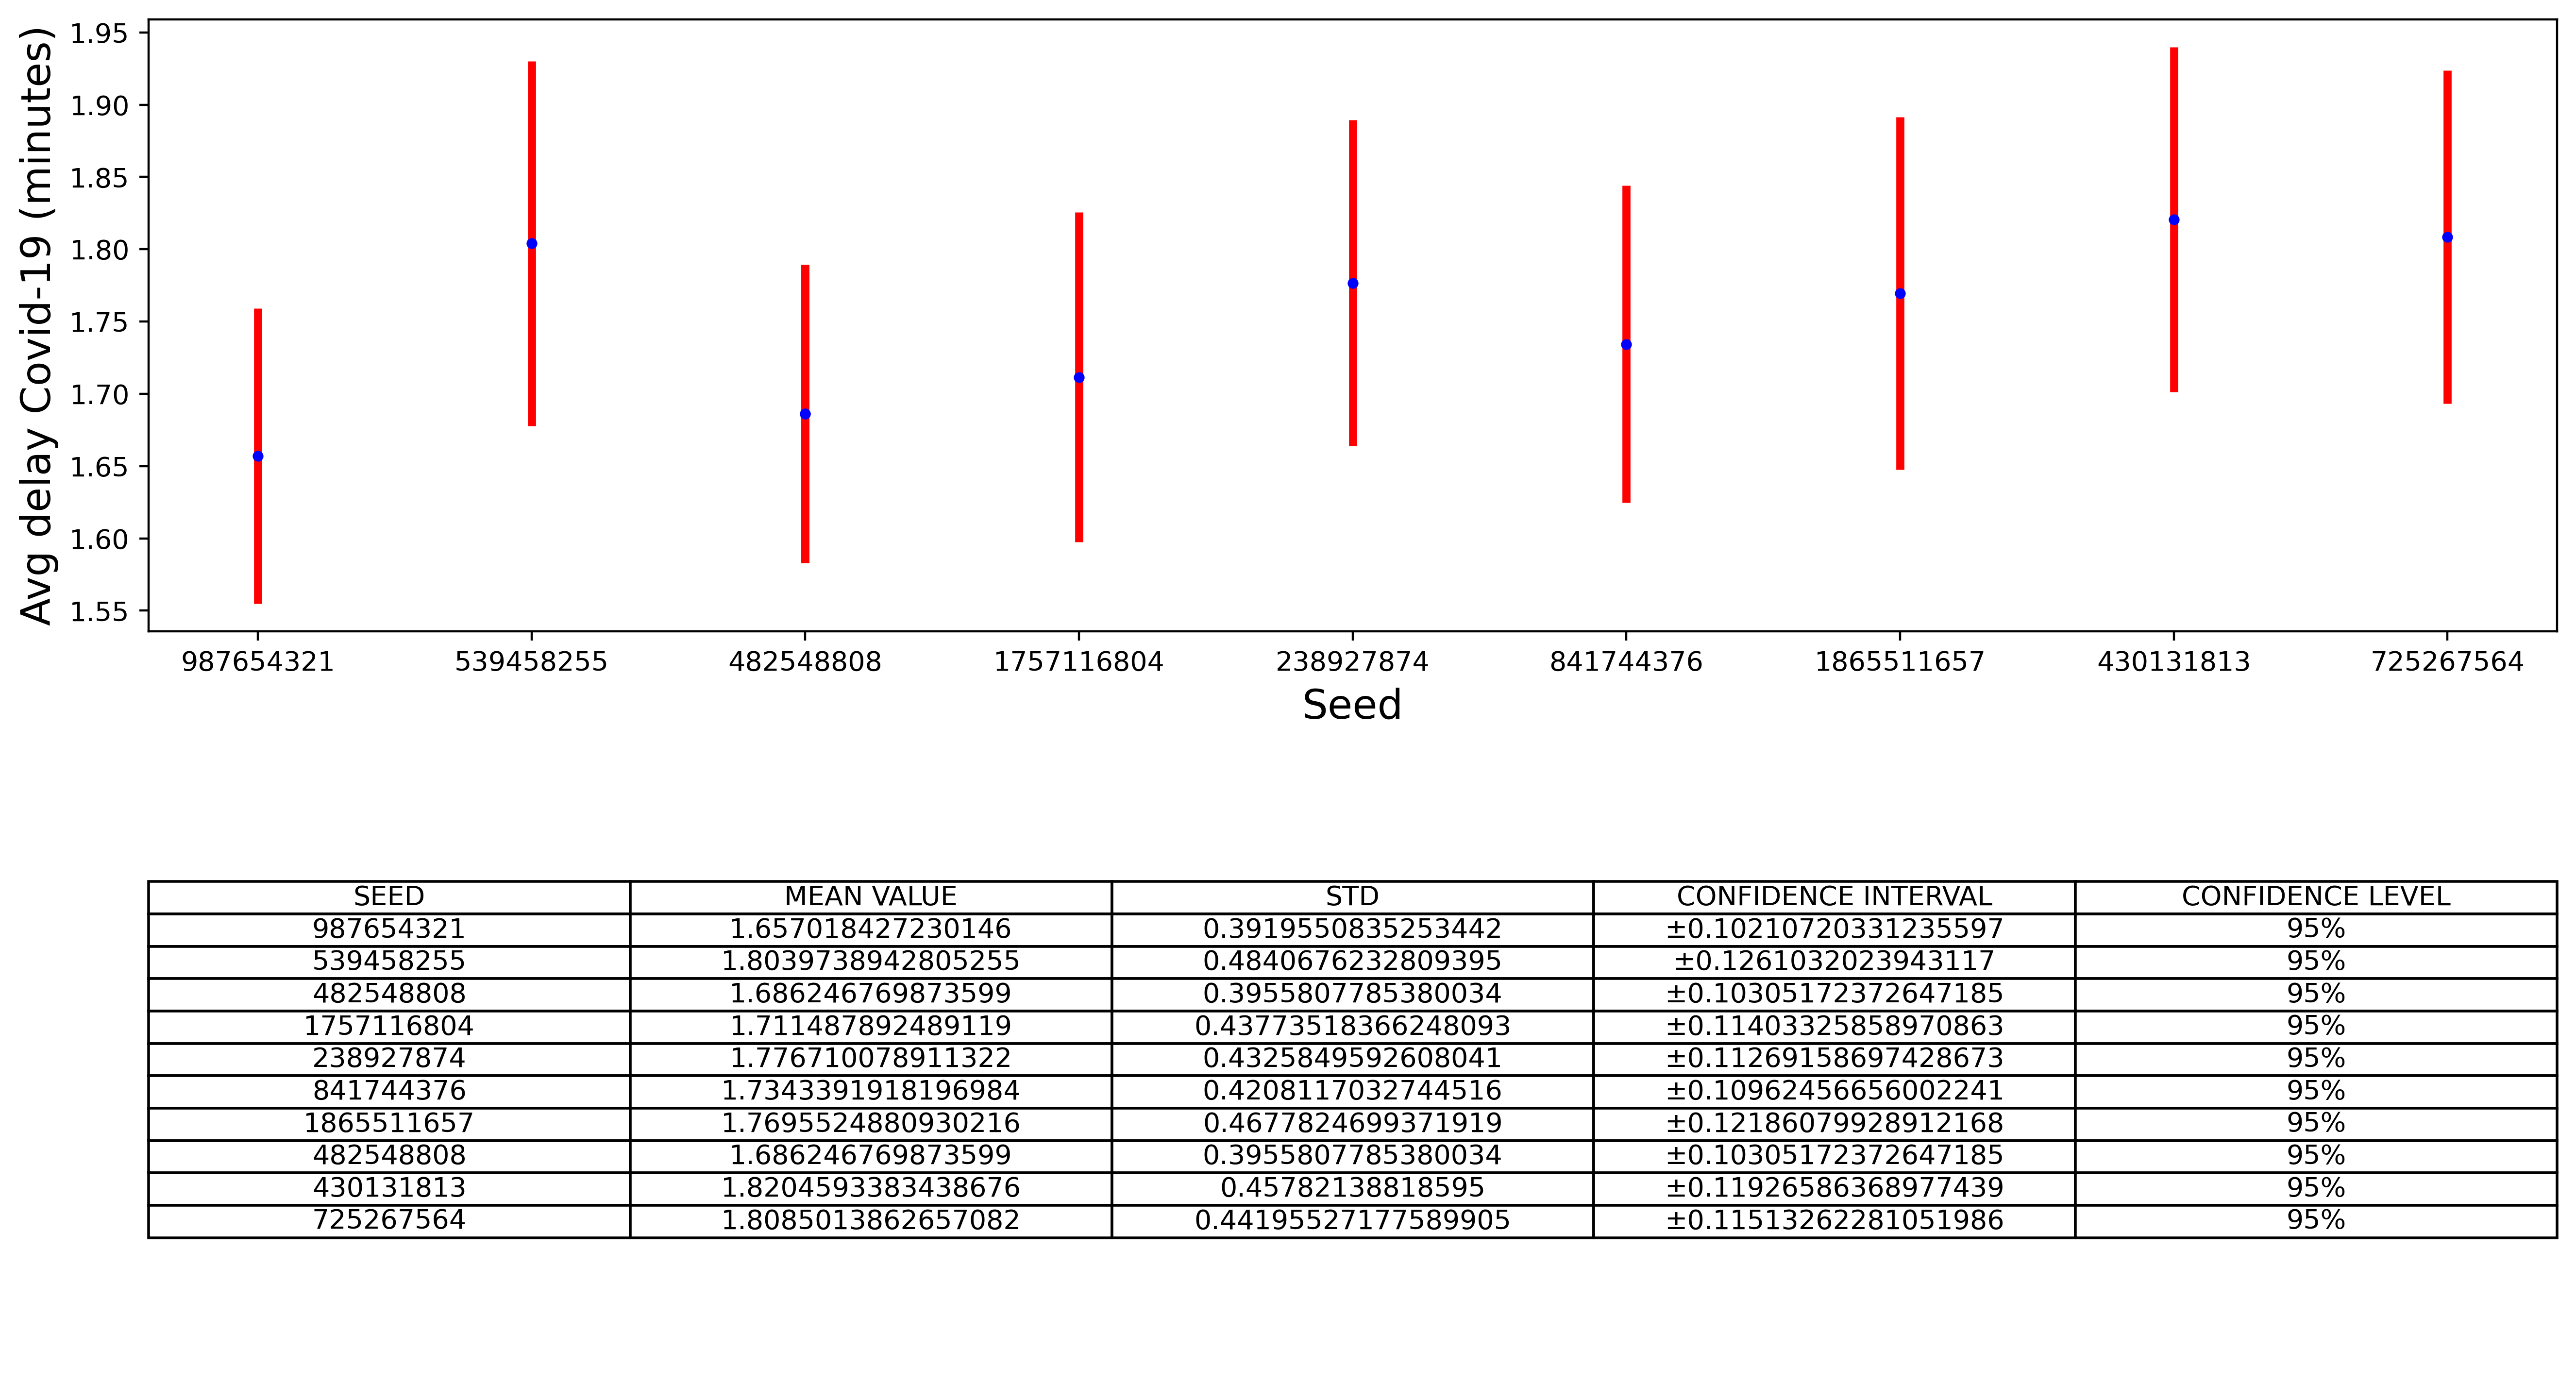 Avg delay Covid-19 (minutes)
1.95
1.90
1.85
1.80
1.75
1.70
1.65
1.60
1.55
987654321 539458255 482548808 1757116804 238927874 841744376 1865511657 430131813 725267564
Seed
SEED MEAN VALUE STD CONFIDENCE INTERVAL CONFIDENCE LEVEL
987654321 1.657018427230146 0.3919550835253442 ±0.10210720331235597 95%
539458255 1.8039738942805255 0.4840676232809395 ±0.1261032023943117 95%
482548808 1.686246769873599 0.3955807785380034 ±0.10305172372647185 95%
1757116804 1.711487892489119 0.43773518366248093 ±0.11403325858970863 95%
238927874 1.776710078911322 0.4325849592608041 ±0.11269158697428673 95%
841744376 1.7343391918196984 0.4208117032744516 ±0.10962456656002241 95%
1865511657 1.7695524880930216 0.4677824699371919 ±0.12186079928912168 95%
482548808 1.686246769873599 0.3955807785380034 ±0.10305172372647185 95%
430131813 1.8204593383438676 0.45782138818595 ±0.11926586368977439 95%
725267564 1.8085013862657082 0.44195527177589905 ±0.11513262281051986 95%